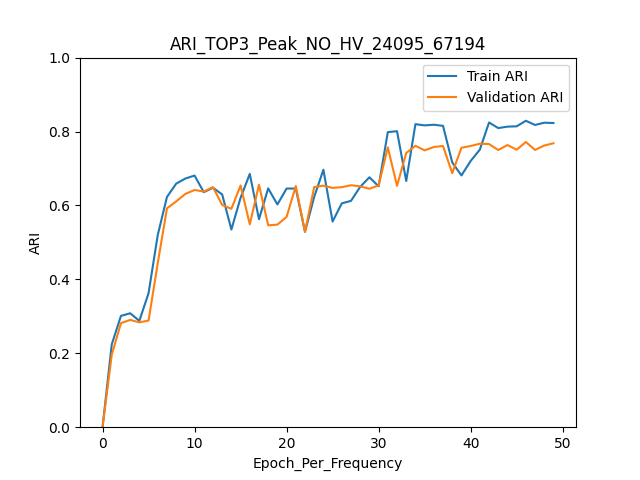 ARI_TOP3_Peak_NO_HV_24095_67194
1.0
Train ARI
Validation ARI
0.8
0.6
ARI
0.4
0.2
0.0
0 10 20 30 40 50
Epoch_Per_Frequency